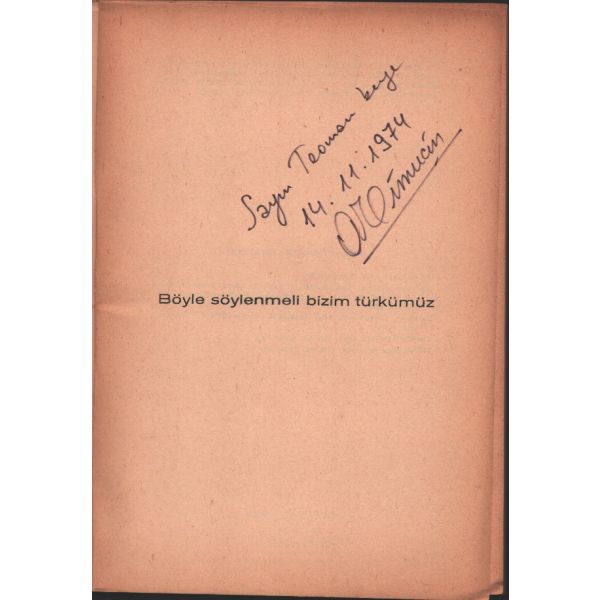 Sayın Teoman beye
14.11.1974
Böyle söylenmeli bizim türkümüz